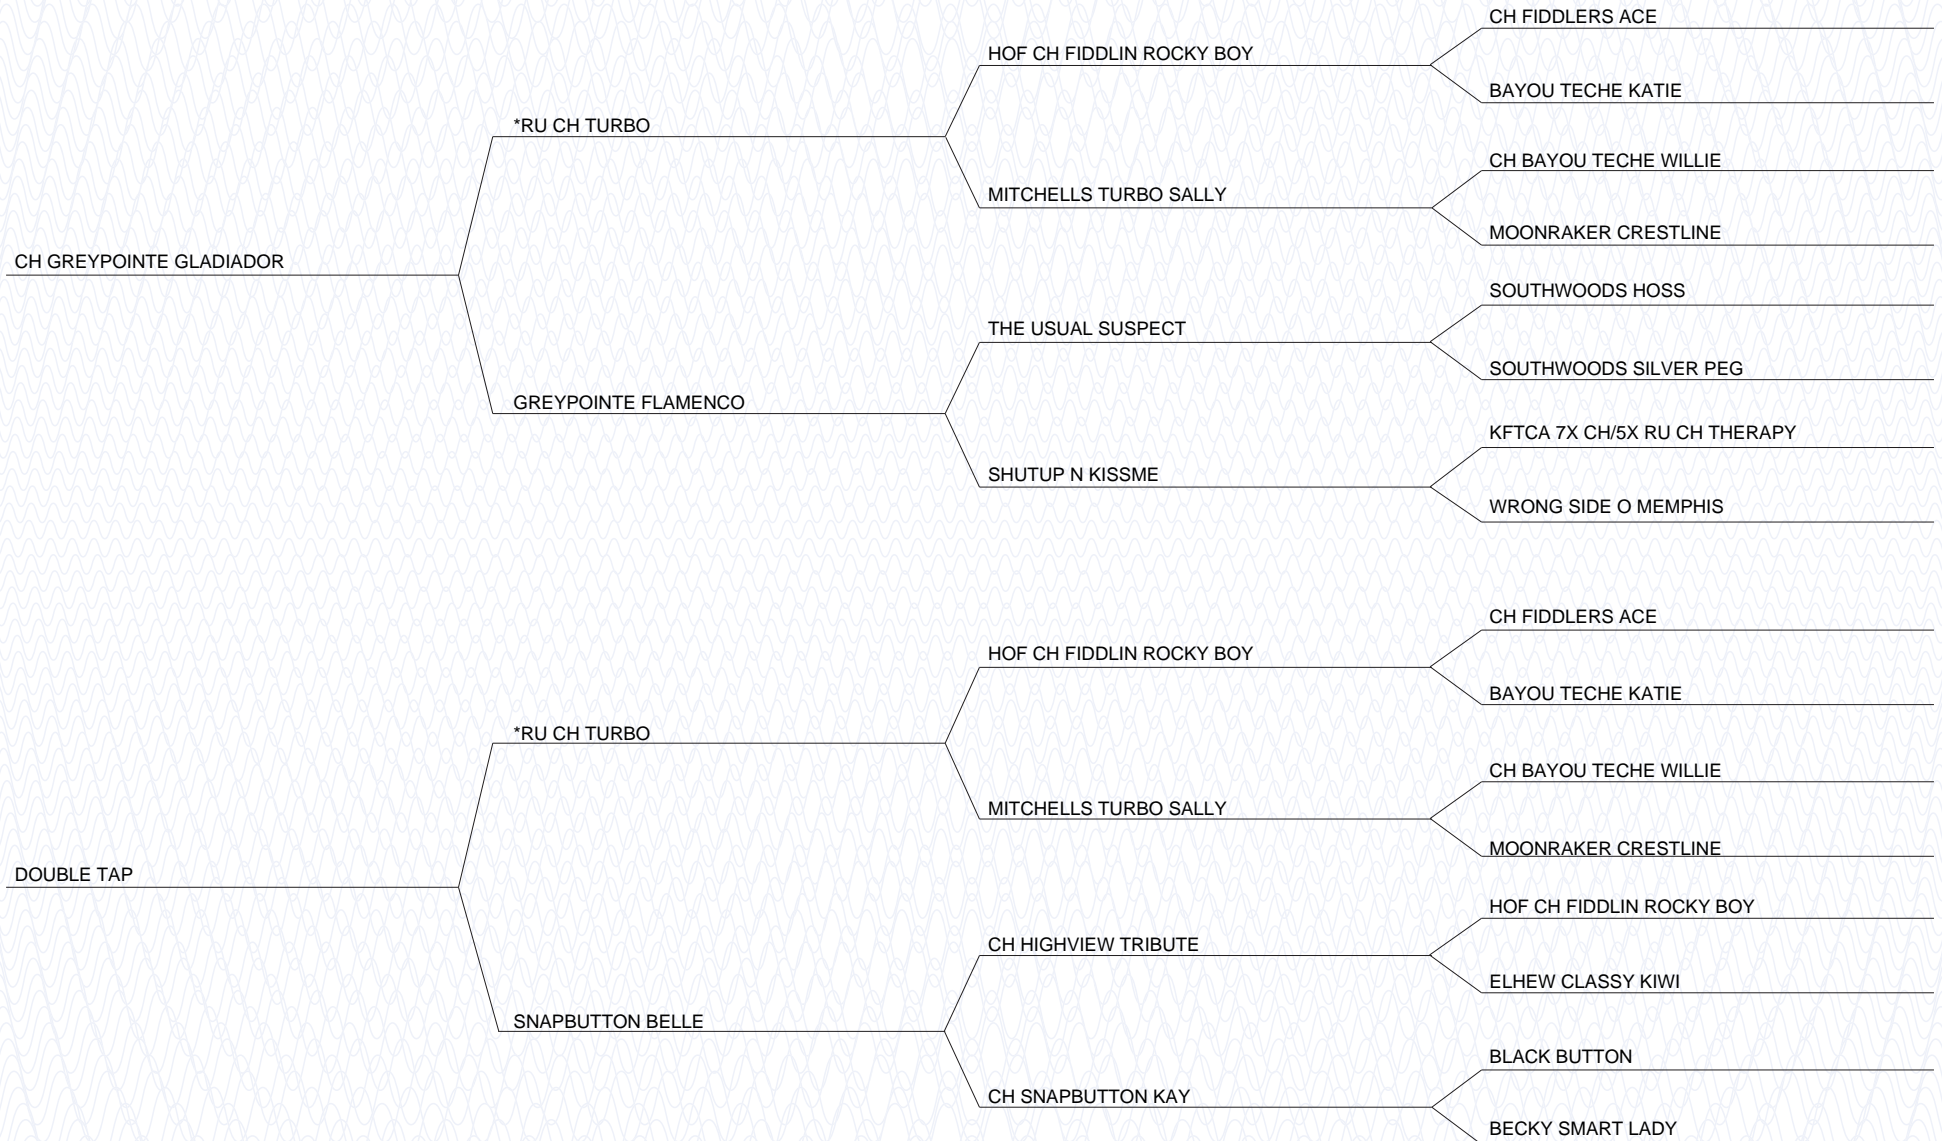 CH FIDDLERS ACE
HOF CH FIDDLIN ROCKY BOY
BAYOU TECHE KATIE
*RU CH TURBO
CH BAYOU TECHE WILLIE
MITCHELLS TURBO SALLY
MOONRAKER CRESTLINE
CH GREYPOINTE GLADIADOR
SOUTHWOODS HOSS
THE USUAL SUSPECT
SOUTHWOODS SILVER PEG
GREYPOINTE FLAMENCO
KFTCA 7X CH/5X RU CH THERAPY
SHUTUP N KISSME
WRONG SIDE O MEMPHIS
CH FIDDLERS ACE
HOF CH FIDDLIN ROCKY BOY
BAYOU TECHE KATIE
*RU CH TURBO
CH BAYOU TECHE WILLIE
MITCHELLS TURBO SALLY
MOONRAKER CRESTLINE
DOUBLE TAP
HOF CH FIDDLIN ROCKY BOY
CH HIGHVIEW TRIBUTE
ELHEW CLASSY KIWI
SNAPBUTTON BELLE
BLACK BUTTON
CH SNAPBUTTON KAY
BECKY SMART LADY